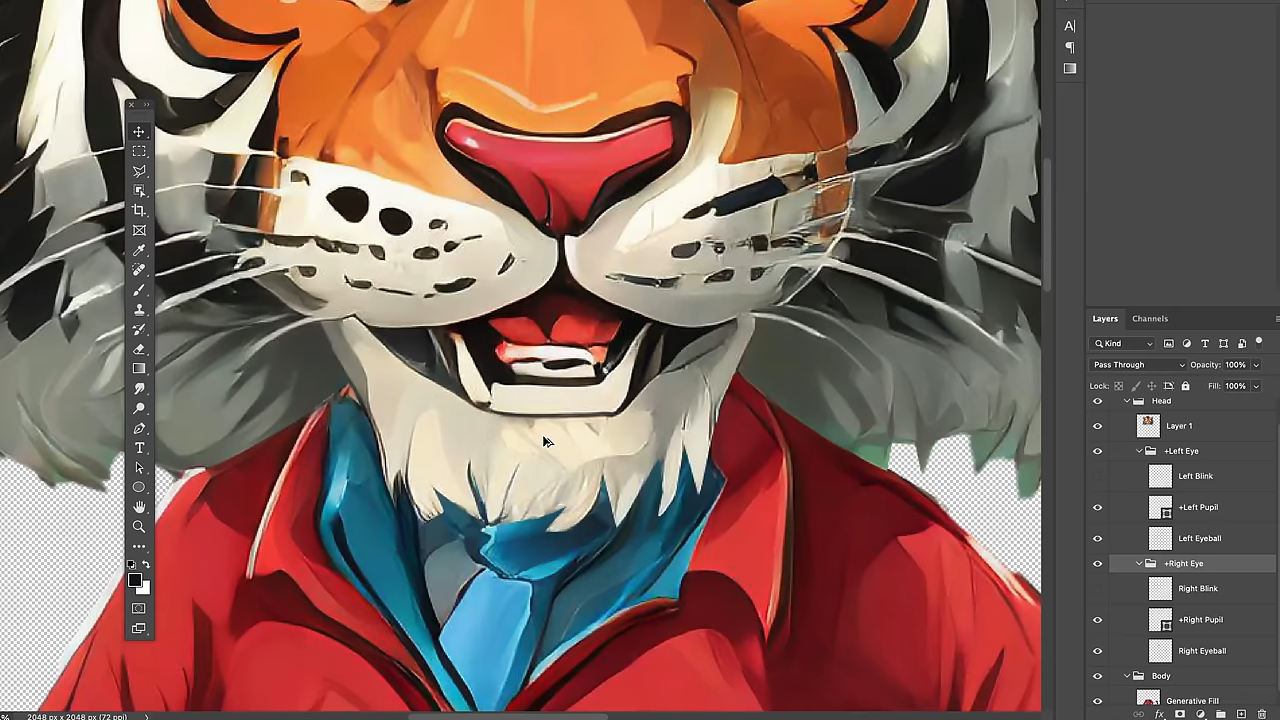 Layers Channels
Kind
Pass Through Opacity: 100%
Lock: Fill: 100%
Head
Layer 1
+Left Eye
Left Blink
+Left Pupil
Left Eyeball
+Right Eye
Right Blink
+Right Pupil
Right Eyeball
Body
Generative Fill
% 2048 px x 2048 px (72 ppi)